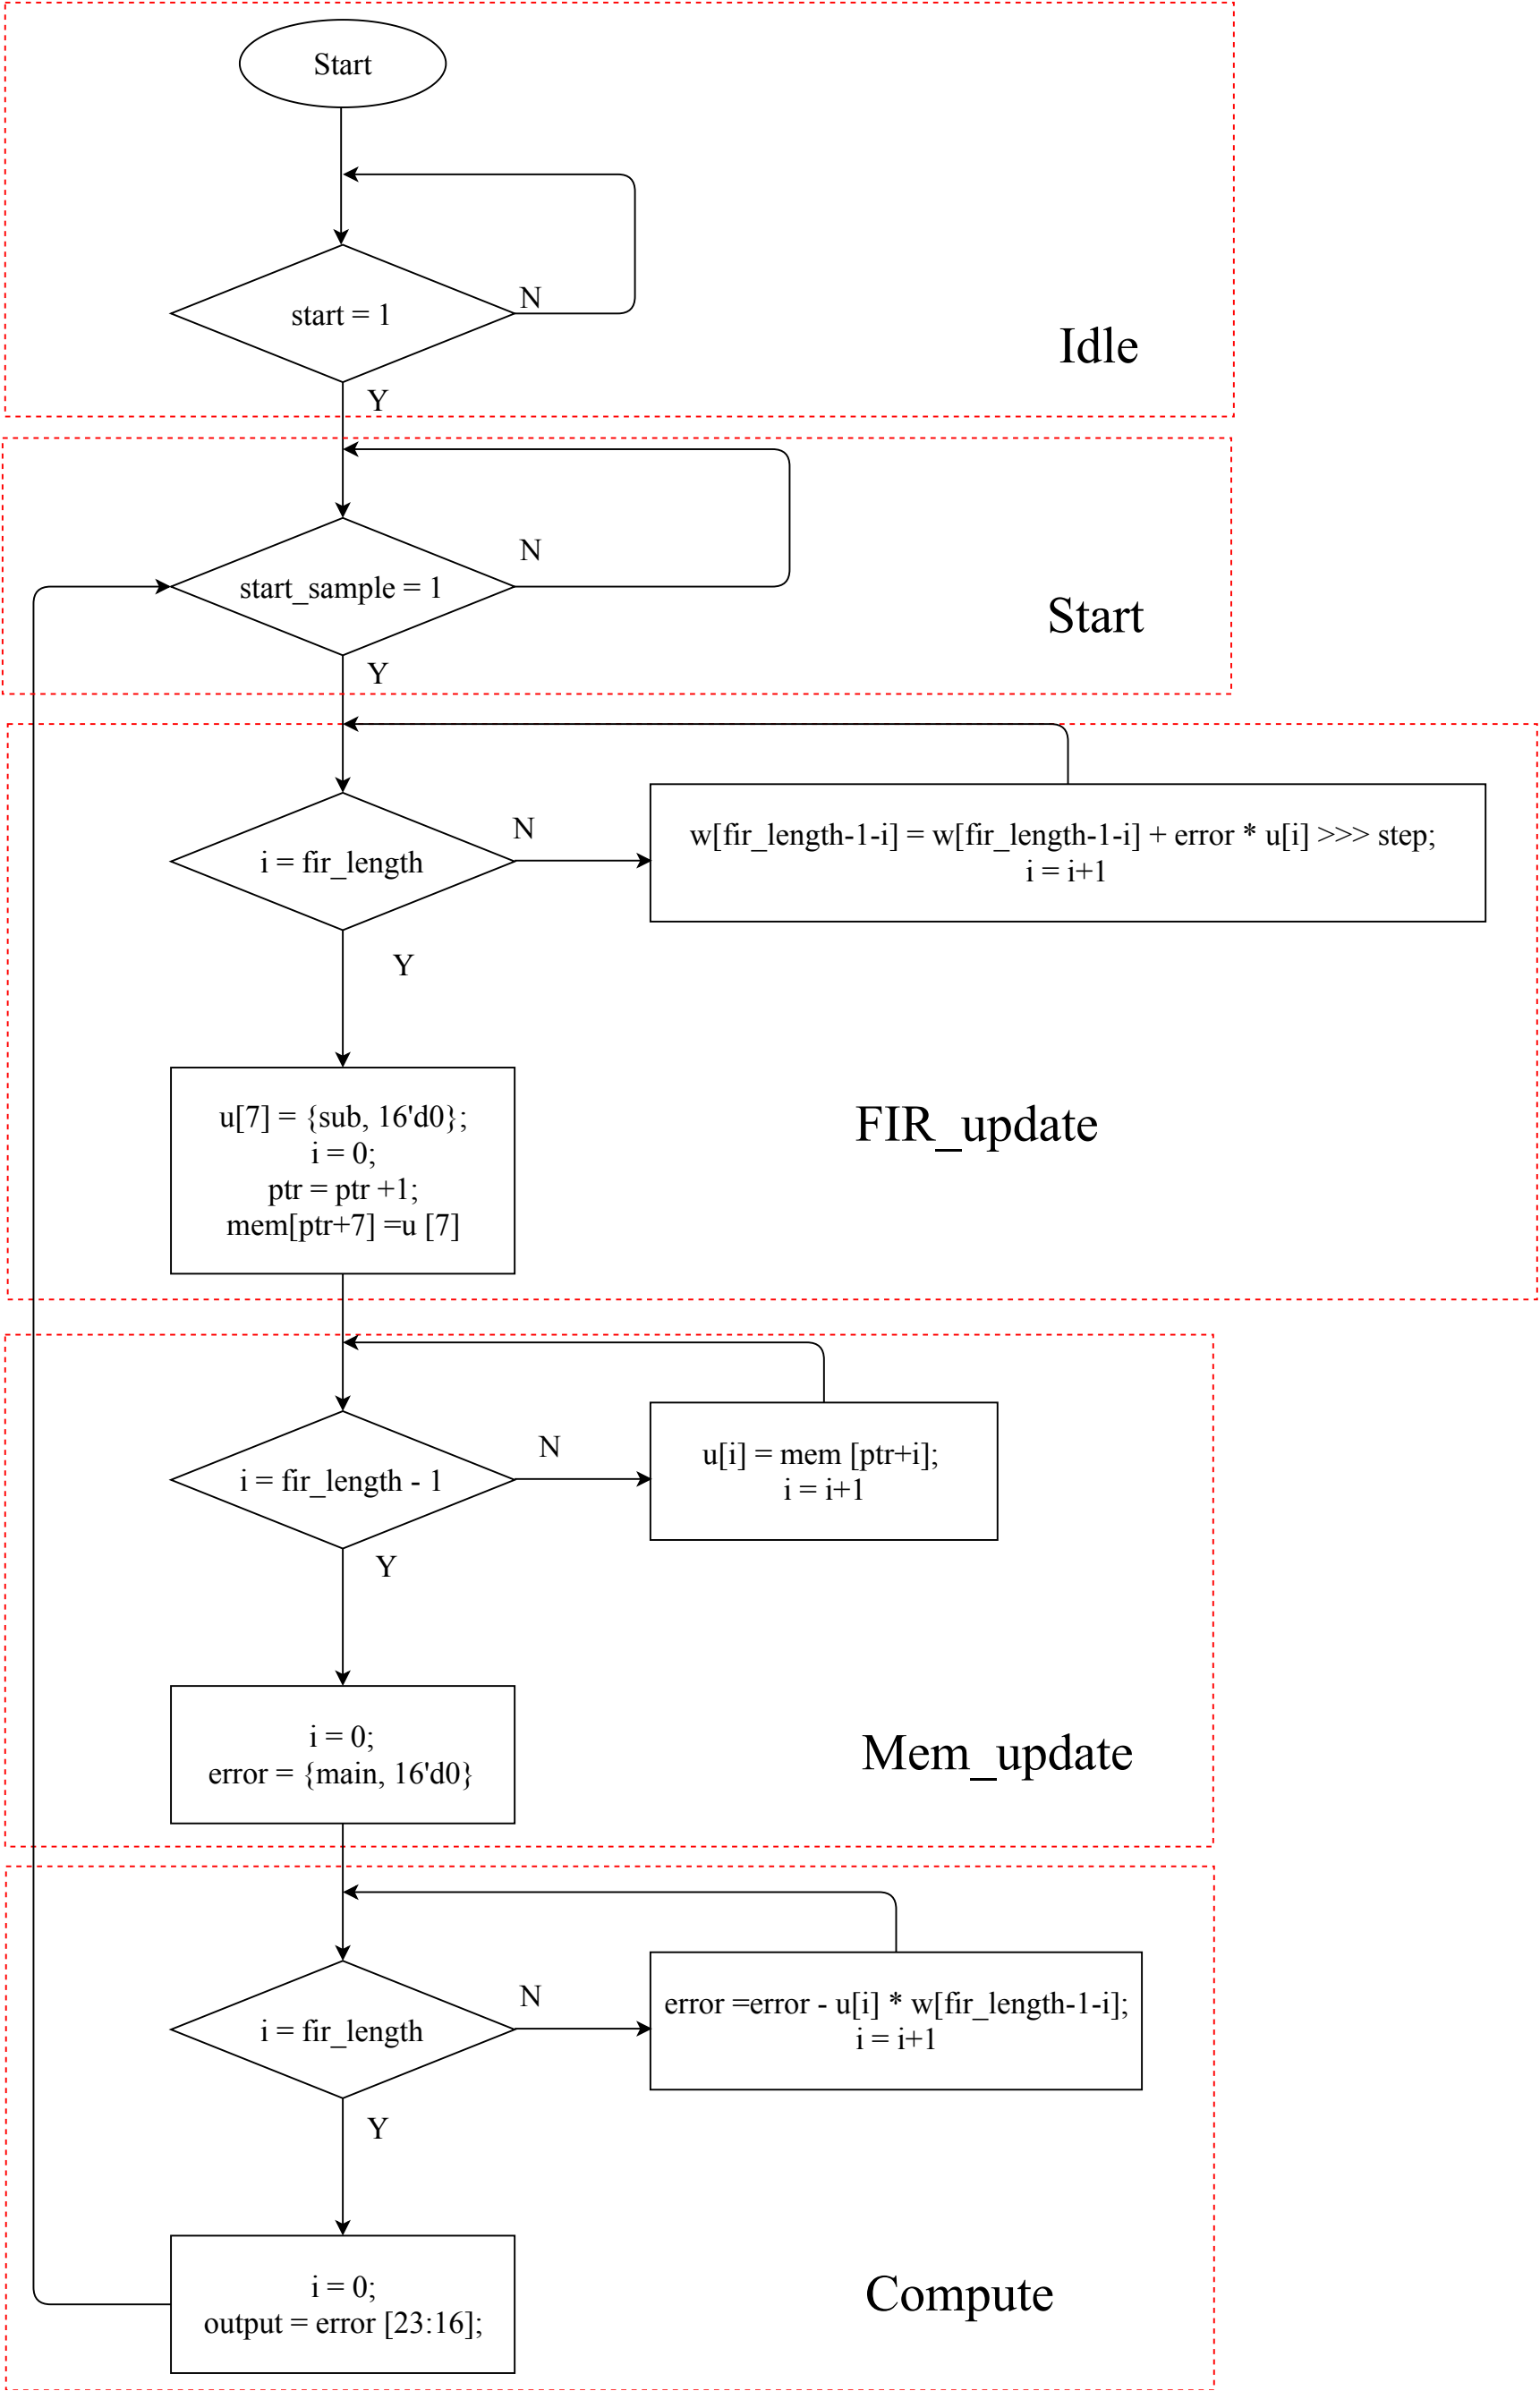 Start
N
start = 1
Idle
Y
N
start_sample = 1
Start
Y
N
w[fir_length-1-i] = w[fir_length-1-i] + error * u[i] >>> step;
i = i+1
i = fir_length
Y
u[7] = {sub, 16'd0};
i = 0;
ptr = ptr +1;
mem[ptr+7] =u [7]
FIR_update
N
u[i] = mem [ptr+i];
i = i+1
i = fir_length - 1
Y
i = 0;
error = {main, 16'd0}
Mem_update
N
error =error - u[i] * w[fir_length-1-i];
i = i+1
i = fir_length
Y
i = 0;
output = error [23:16];
Compute